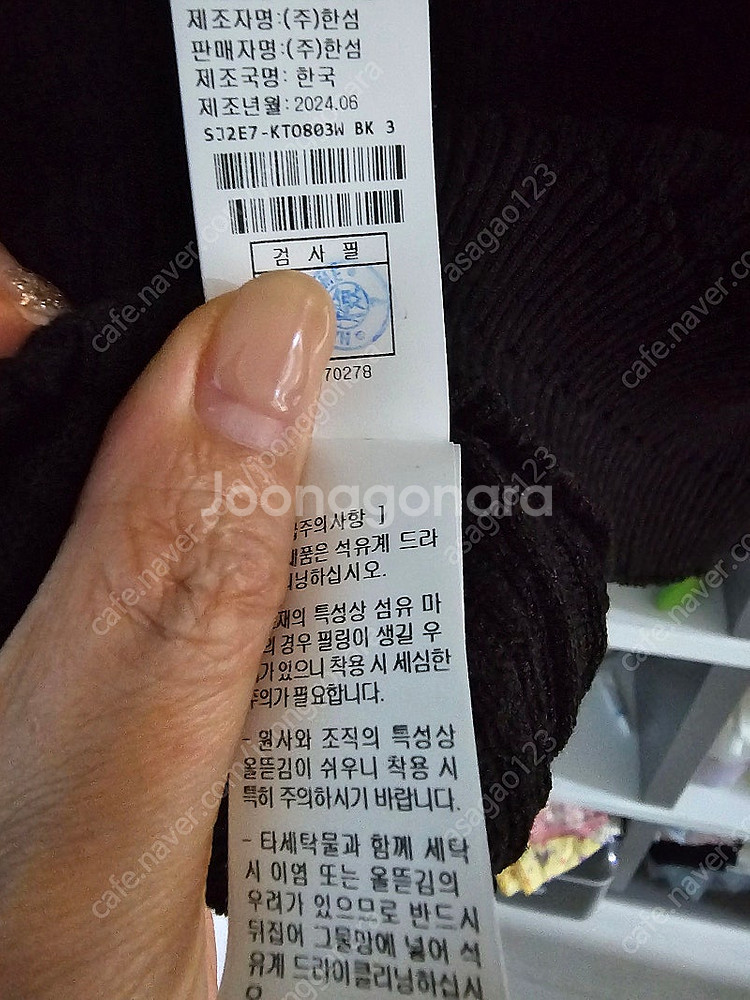 제조자명:(주)한섬
판매자명:(주)한섬
제조국명: 한국
제조년월: 2024.06
SJ2E7-KTO803W BK 3
검 사 필
70278
Joonggonara
주의사항 ]
제품은 석유계 드라
닝하십시오.
의 특성상 섬유 마
의 경우 필링이 생길 우
가 있으니 착용 시 세심한
주의가 필요합니다.
- 원사와 조직의 특성상
올뜯김이 쉬우니 착용 시
특히 주의하시기 바랍니다.
- 타세탁물과 함께 세탁
시 이염 또는 올뜯김의
우려가 있으므로 반드시
뒤집어 그물망에 넣어 석
유계 드라이클리닝하십시
오
asagao123
cafe.naver.com/joonggonara